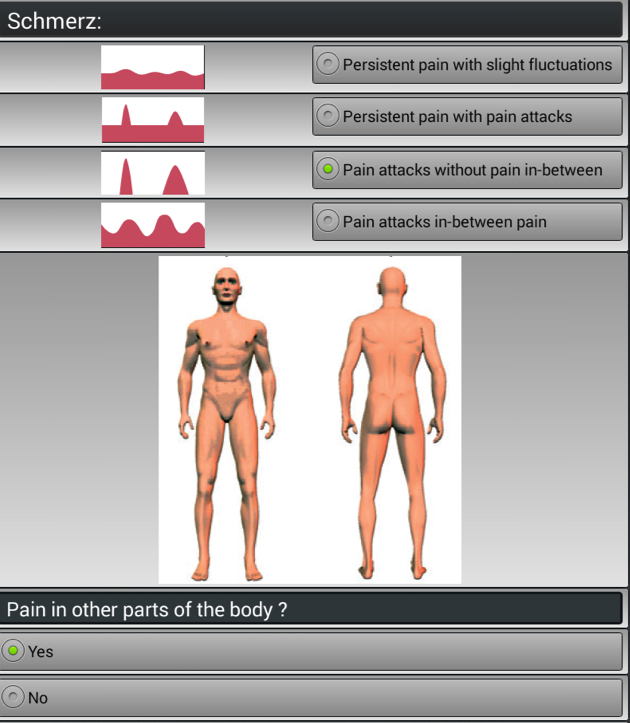 Schmerz:
Persistent pain with slight fluctuations
Persistent pain with pain attacks
Pain attacks without pain in-between
Pain attacks in-between pain
Pain in other parts of the body ?
Yes
No